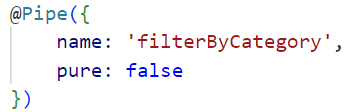 @Pipe({
    name: 'filterByCategory',
    pure: false
})